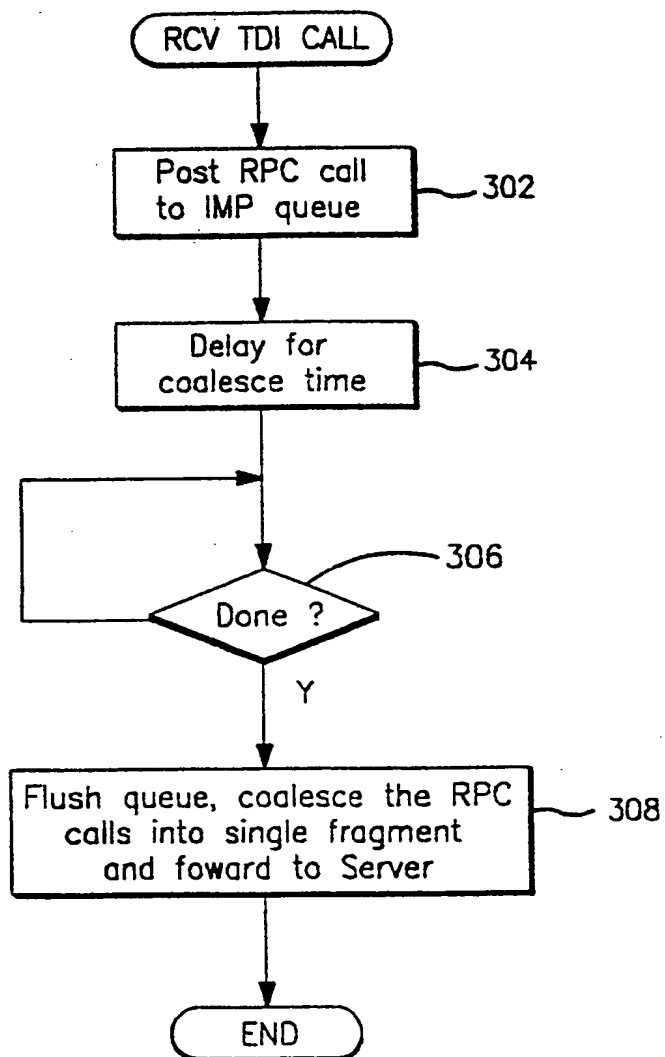 RCV TDI CALL
Post RPC call
to IMP queue
302
Delay for
coalesce time
304
306
Done ?
Y
Flush queue, coalesce the RPC
calls into single fragment
and foward to Server
308
END